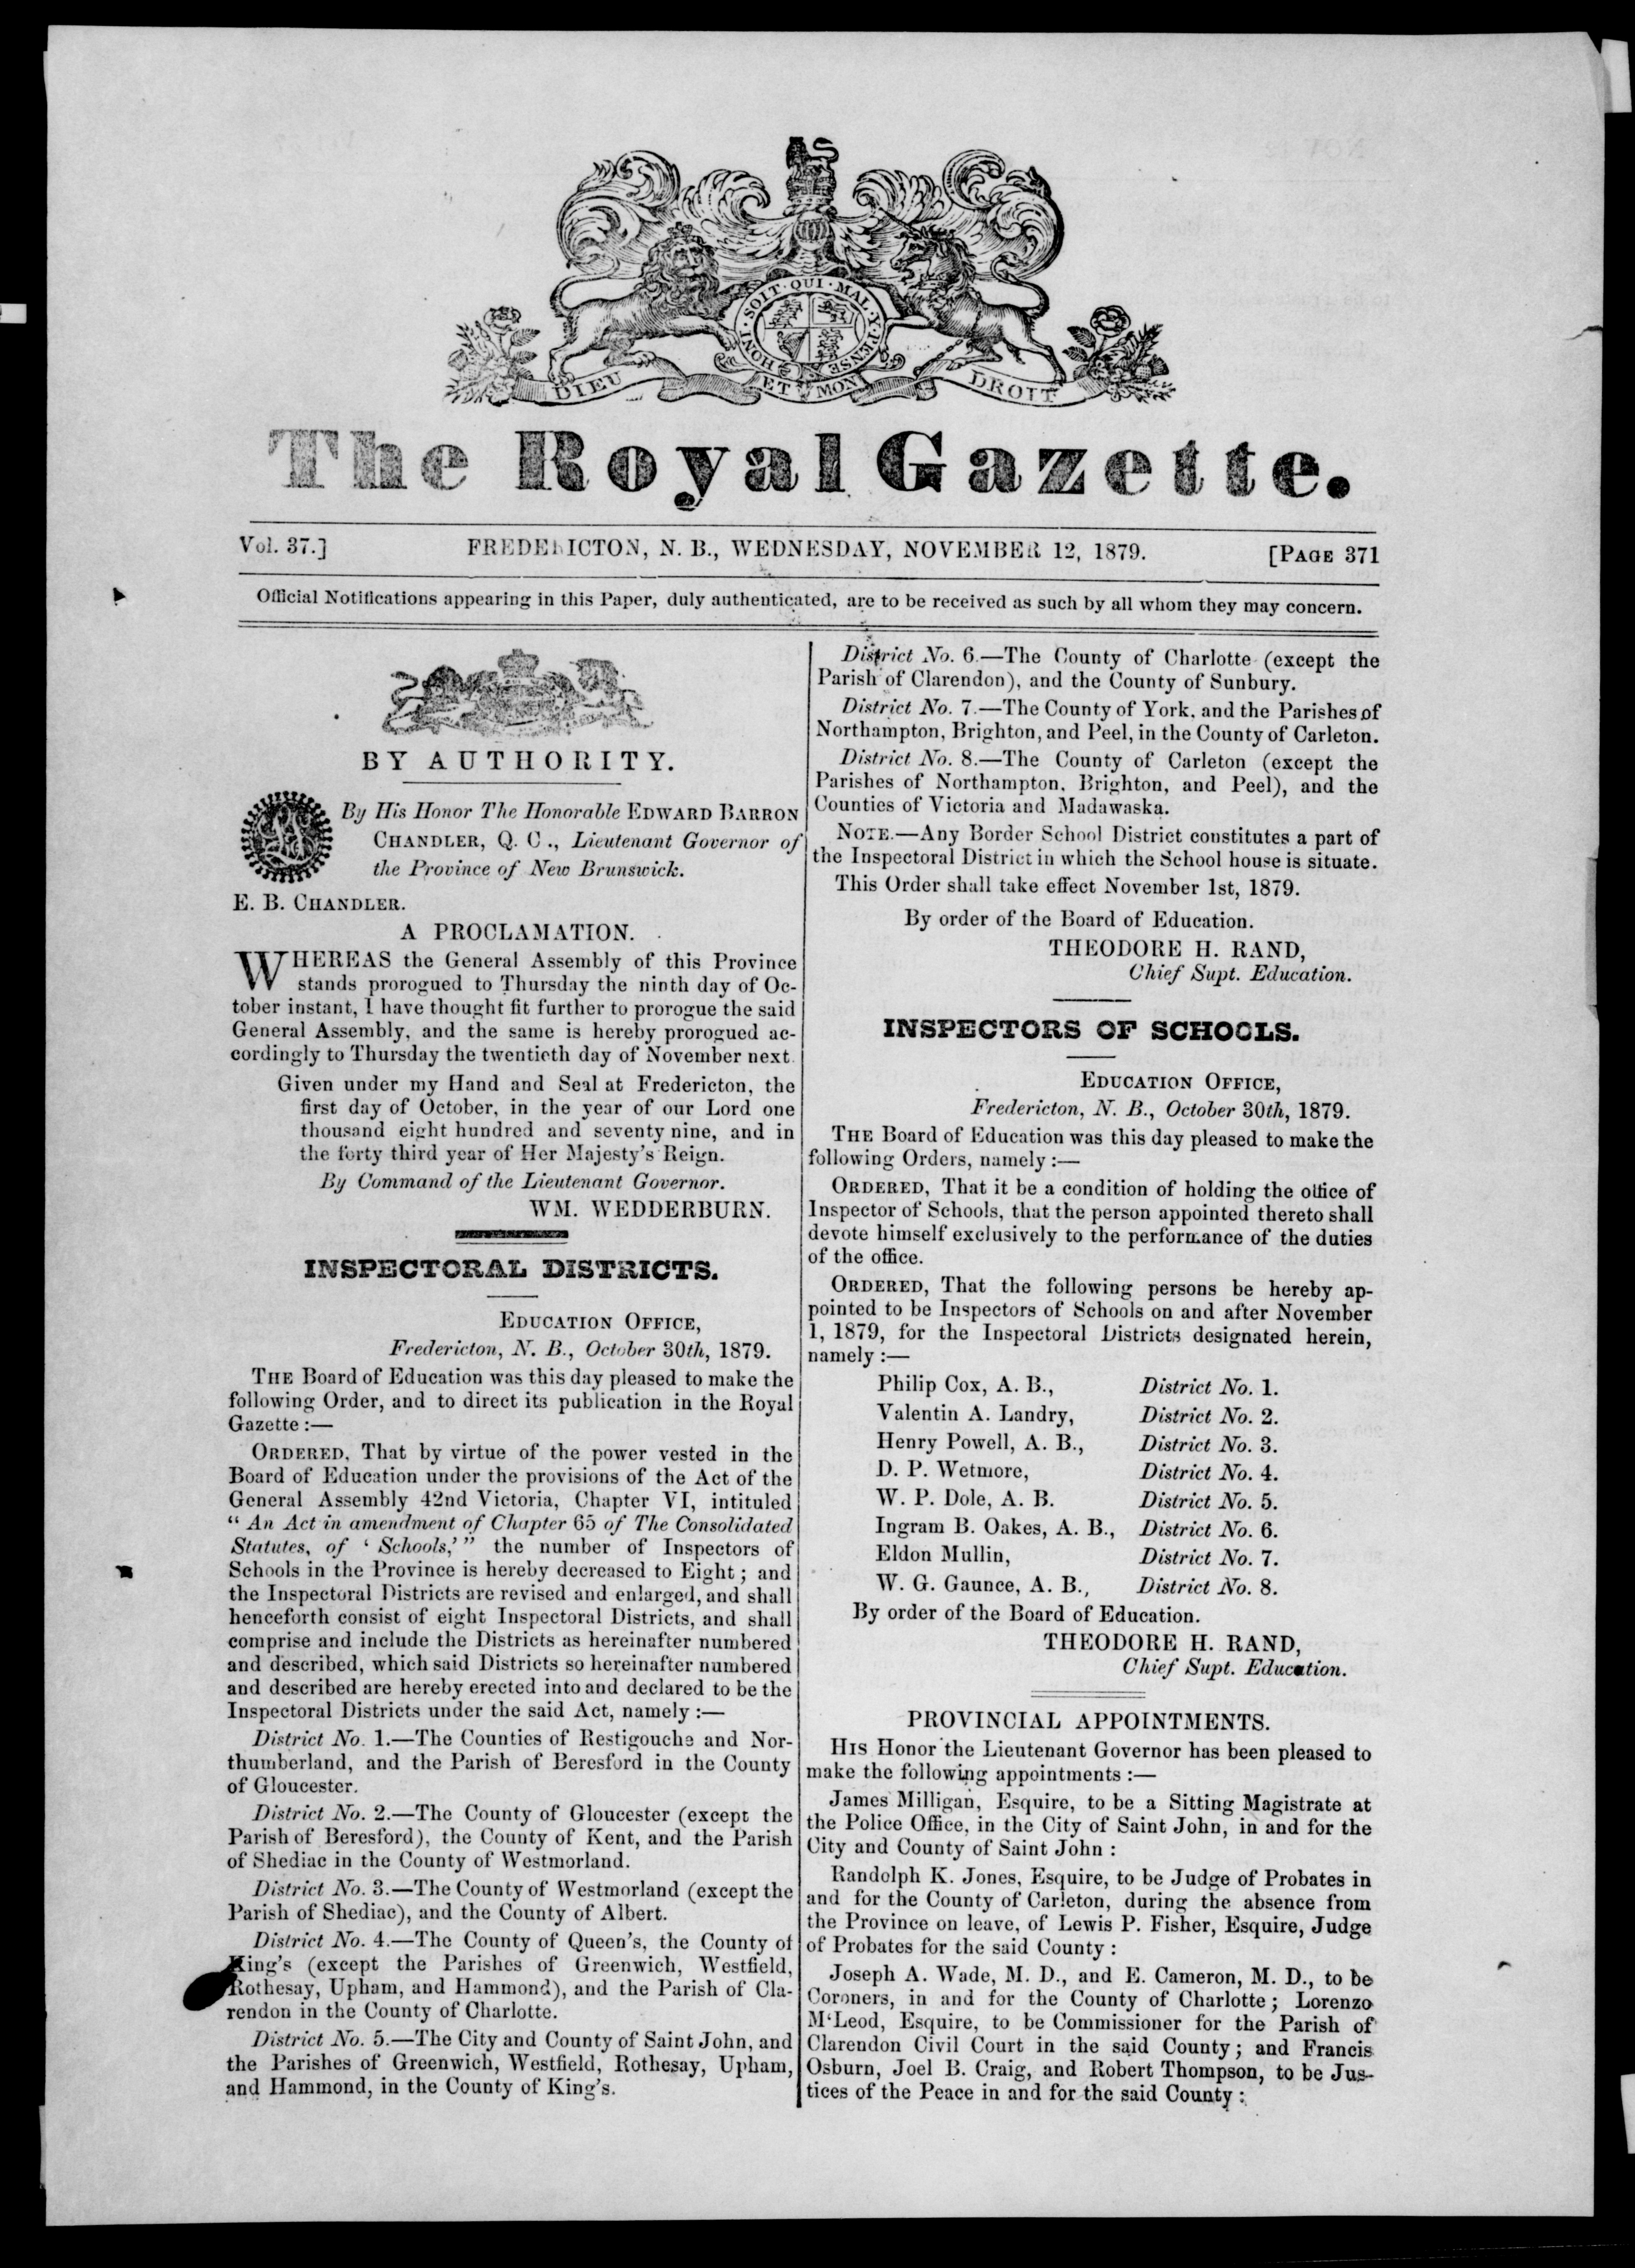 HONI · SOIT · QUI · MAL · Y · PENSE
DIEU ET MON DROIT
The Royal Gazette.
Vol. 37.] FREDERICTON, N. B., WEDNESDAY, NOVEMBER 12, 1879. [PAGE 371
Official Notifications appearing in this Paper, duly authenticated, are to be received as such by all whom they may concern.
BY AUTHORITY.
By His Honor The Honorable EDWARD BARRON
CHANDLER, Q. C., Lieutenant Governor of
the Province of New Brunswick.
E. B. CHANDLER.
A PROCLAMATION.
WHEREAS the General Assembly of this Province
stands prorogued to Thursday the ninth day of Oc-
tober instant, I have thought fit further to prorogue the said
General Assembly, and the same is hereby prorogued ac-
cordingly to Thursday the twentieth day of November next.
Given under my Hand and Seal at Fredericton, the
first day of October, in the year of our Lord one
thousand eight hundred and seventy nine, and in
the forty third year of Her Majesty's Reign.
By Command of the Lieutenant Governor.
WM. WEDDERBURN.
INSPECTORAL DISTRICTS.
EDUCATION OFFICE,
Fredericton, N. B., October 30th, 1879.
THE Board of Education was this day pleased to make the
following Order, and to direct its publication in the Royal
Gazette :—
ORDERED, That by virtue of the power vested in the
Board of Education under the provisions of the Act of the
General Assembly 42nd Victoria, Chapter VI, intituled
“ An Act in amendment of Chapter 65 of The Consolidated
Statutes, of ‘ Schools,’ ” the number of Inspectors of
Schools in the Province is hereby decreased to Eight ; and
the Inspectoral Districts are revised and enlarged, and shall
henceforth consist of eight Inspectoral Districts, and shall
comprise and include the Districts as hereinafter numbered
and described, which said Districts so hereinafter numbered
and described are hereby erected into and declared to be the
Inspectoral Districts under the said Act, namely :—
District No. 1.—The Counties of Restigouche and Nor-
thumberland, and the Parish of Beresford in the County
of Gloucester.
District No. 2.—The County of Gloucester (except the
Parish of Beresford), the County of Kent, and the Parish
of Shediac in the County of Westmorland.
District No. 3.—The County of Westmorland (except the
Parish of Shediac), and the County of Albert.
District No. 4.—The County of Queen's, the County of
King's (except the Parishes of Greenwich, Westfield,
Rothesay, Upham, and Hammond), and the Parish of Cla-
rendon in the County of Charlotte.
District No. 5.—The City and County of Saint John, and
the Parishes of Greenwich, Westfield, Rothesay, Upham,
and Hammond, in the County of King's.
District No. 6.—The County of Charlotte (except the
Parish of Clarendon), and the County of Sunbury.
District No. 7.—The County of York, and the Parishes of
Northampton, Brighton, and Peel, in the County of Carleton.
District No. 8.—The County of Carleton (except the
Parishes of Northampton, Brighton, and Peel), and the
Counties of Victoria and Madawaska.
NOTE.—Any Border School District constitutes a part of
the Inspectoral District in which the School house is situate.
This Order shall take effect November 1st, 1879.
By order of the Board of Education.
THEODORE H. RAND,
Chief Supt. Education.
INSPECTORS OF SCHOOLS.
EDUCATION OFFICE,
Fredericton, N. B., October 30th, 1879.
THE Board of Education was this day pleased to make the
following Orders, namely :—
ORDERED, That it be a condition of holding the office of
Inspector of Schools, that the person appointed thereto shall
devote himself exclusively to the performance of the duties
of the office.
ORDERED, That the following persons be hereby ap-
pointed to be Inspectors of Schools on and after November
1, 1879, for the Inspectoral Districts designated herein,
namely :—
Philip Cox, A. B., District No. 1.
Valentin A. Landry, District No. 2.
Henry Powell, A. B., District No. 3.
D. P. Wetmore, District No. 4.
W. P. Dole, A. B. District No. 5.
Ingram B. Oakes, A. B., District No. 6.
Eldon Mullin, District No. 7.
W. G. Gaunce, A. B., District No. 8.
By order of the Board of Education.
THEODORE H. RAND,
Chief Supt. Education.
PROVINCIAL APPOINTMENTS.
HIS Honor the Lieutenant Governor has been pleased to
make the following appointments :—
James Milligan, Esquire, to be a Sitting Magistrate at
the Police Office, in the City of Saint John, in and for the
City and County of Saint John :
Randolph K. Jones, Esquire, to be Judge of Probates in
and for the County of Carleton, during the absence from
the Province on leave, of Lewis P. Fisher, Esquire, Judge
of Probates for the said County :
Joseph A. Wade, M. D., and E. Cameron, M. D., to be
Coroners, in and for the County of Charlotte ; Lorenzo
M‘Leod, Esquire, to be Commissioner for the Parish of
Clarendon Civil Court in the said County ; and Francis
Osburn, Joel B. Craig, and Robert Thompson, to be Jus-
tices of the Peace in and for the said County :